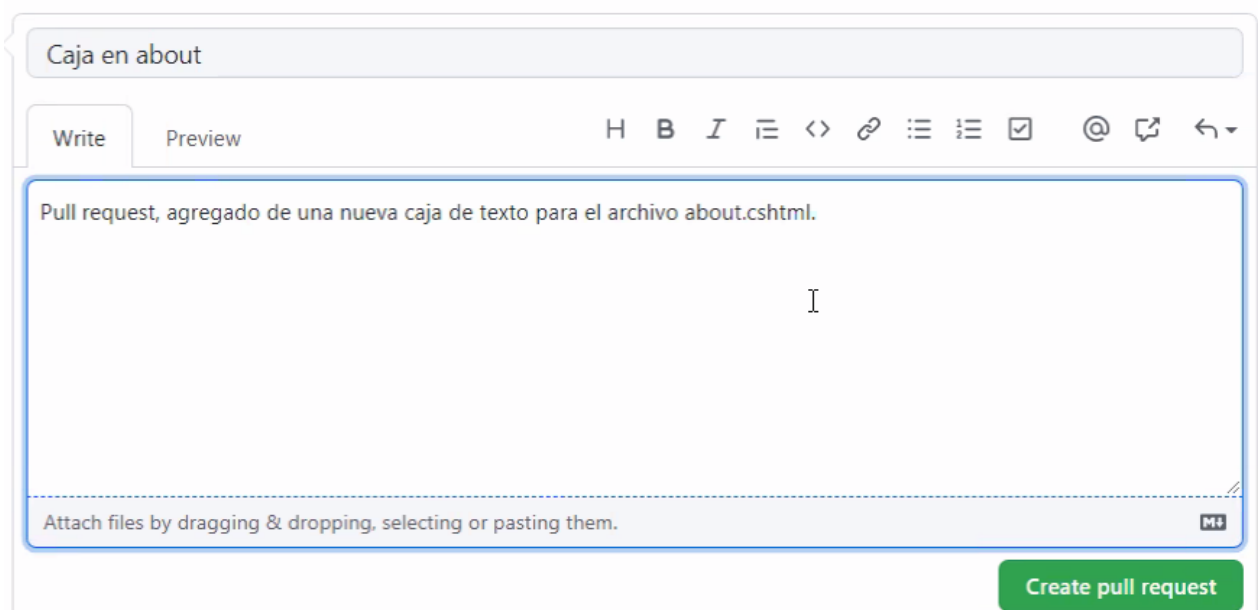 Caja en about
Write Preview
Pull request, agregado de una nueva caja de texto para el archivo about.cshtml.
Attach files by dragging & dropping, selecting or pasting them.
Create pull request